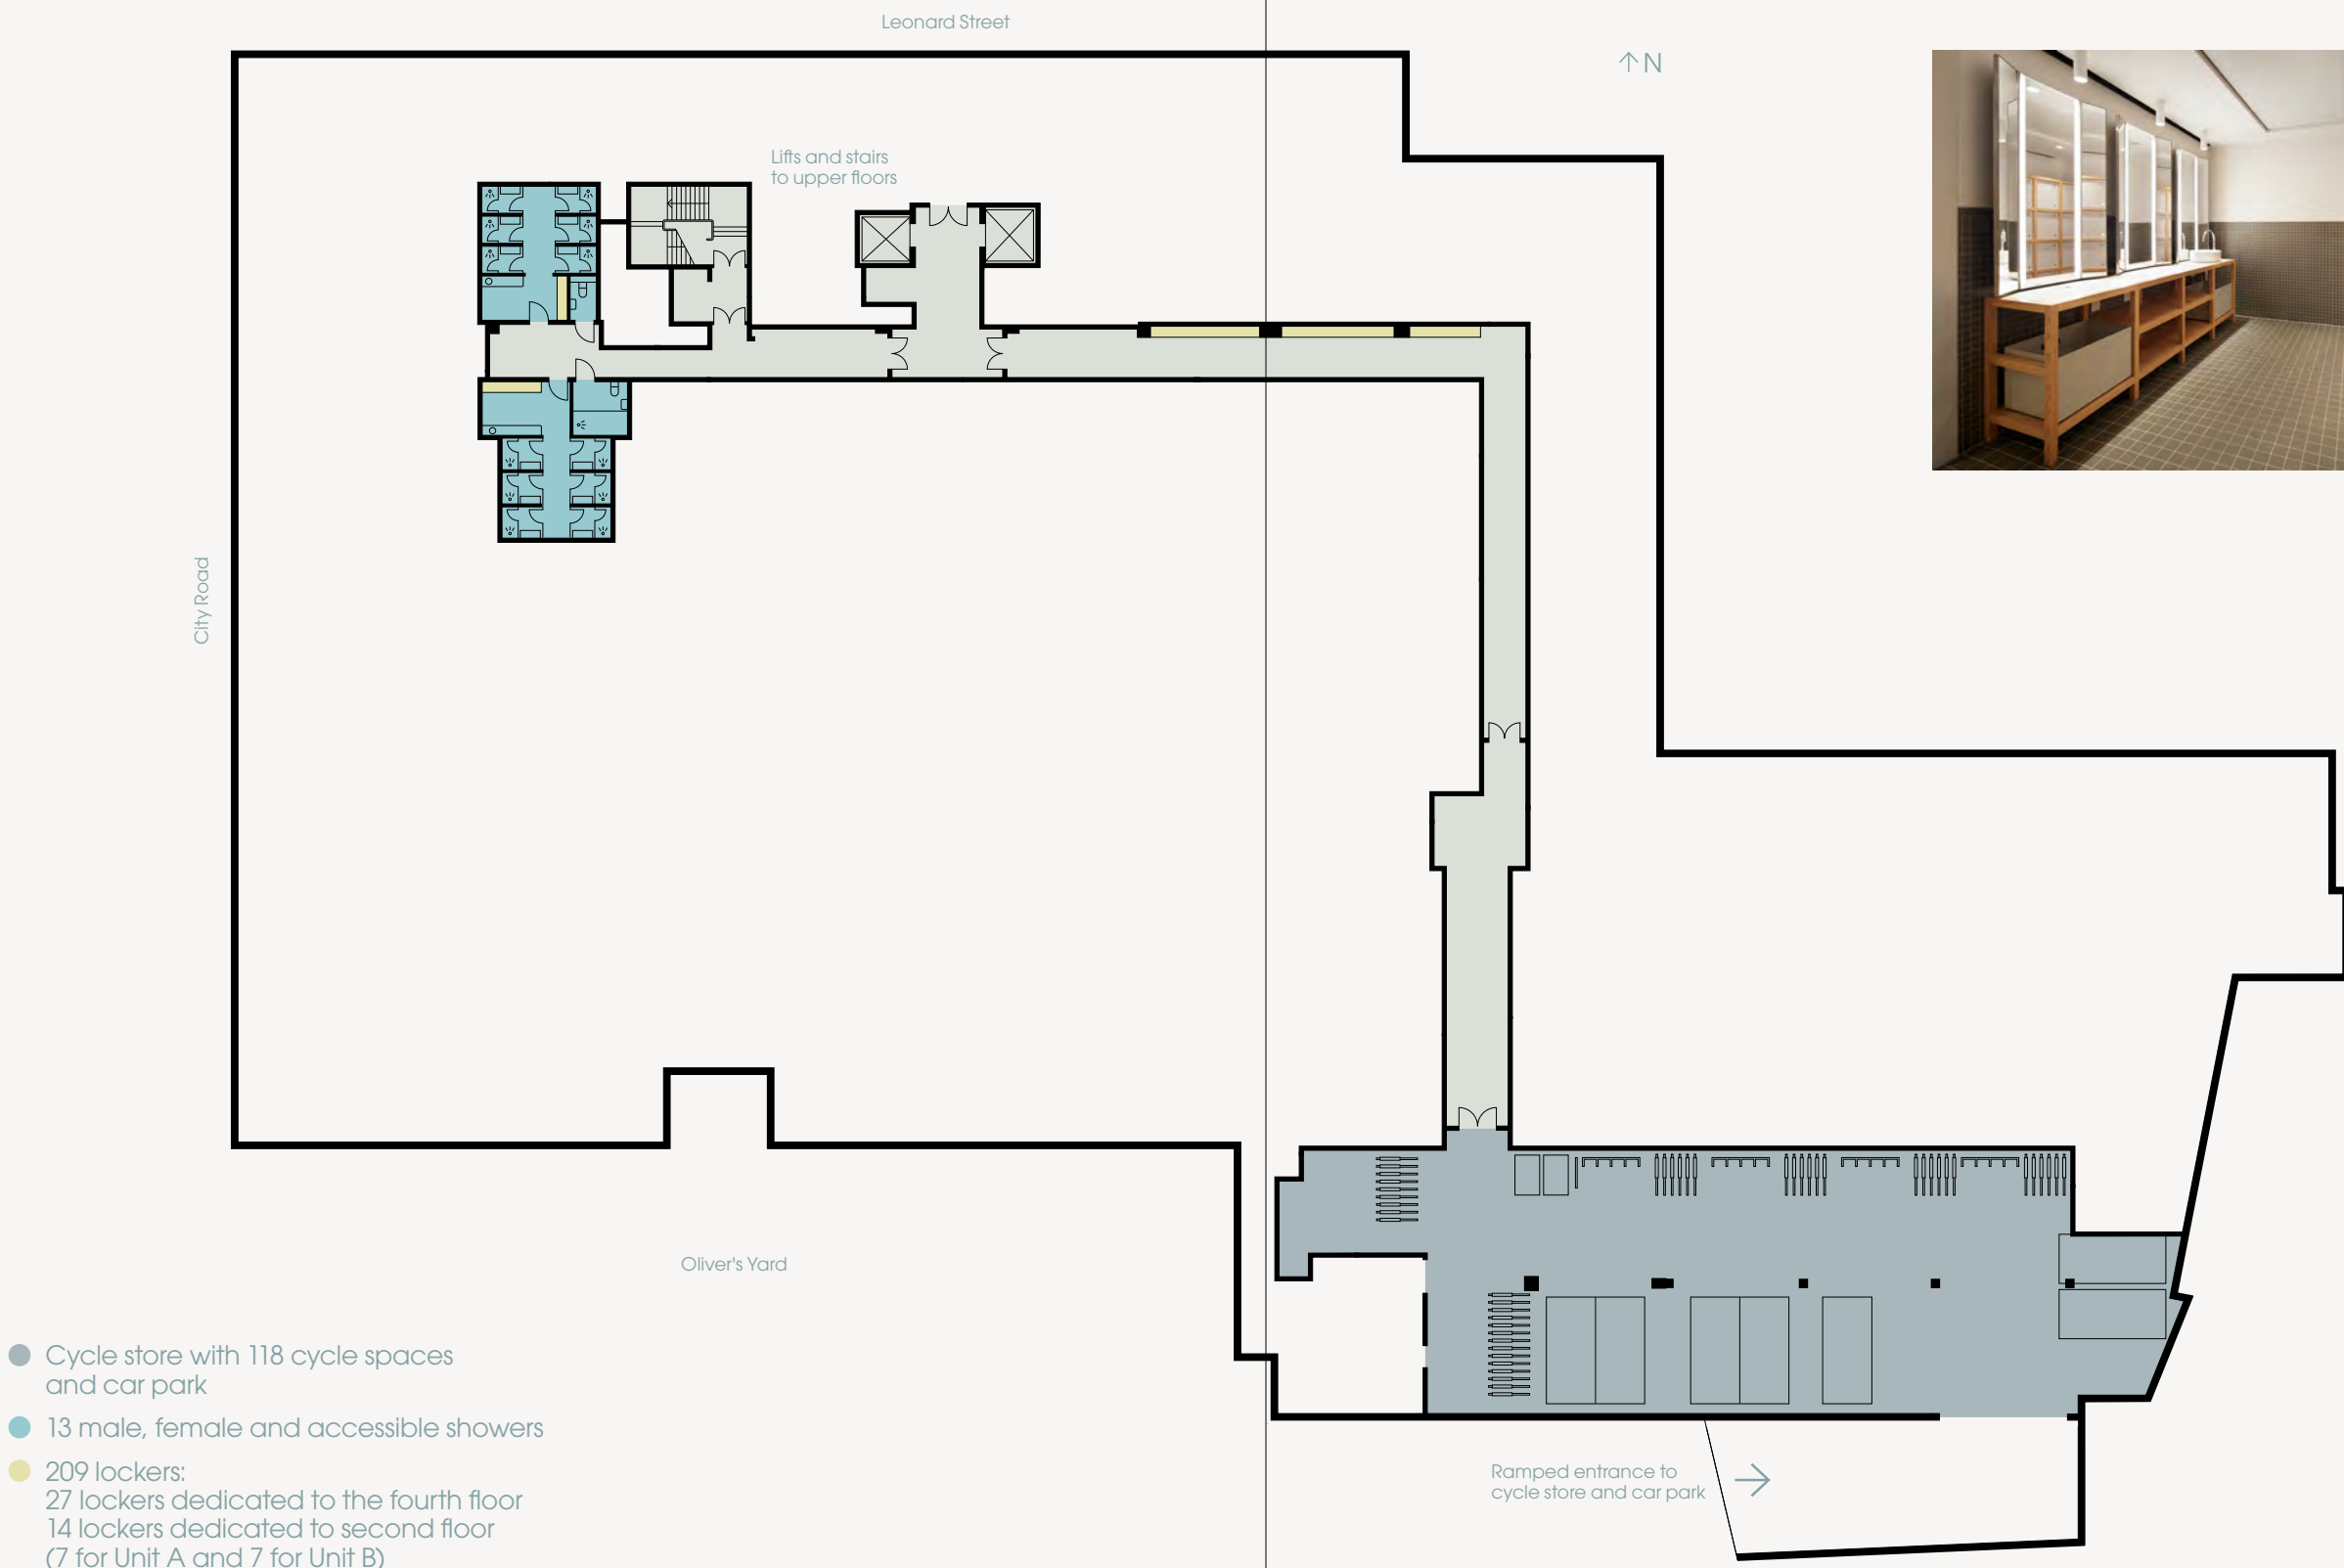 Leonard Street
N
Lifts and stairs
to upper floors
City Road
Oliver's Yard
Cycle store with 118 cycle spaces
and car park
13 male, female and accessible showers
209 lockers:
27 lockers dedicated to the fourth floor
14 lockers dedicated to second floor
(7 for Unit A and 7 for Unit B)
Ramped entrance to
cycle store and car park